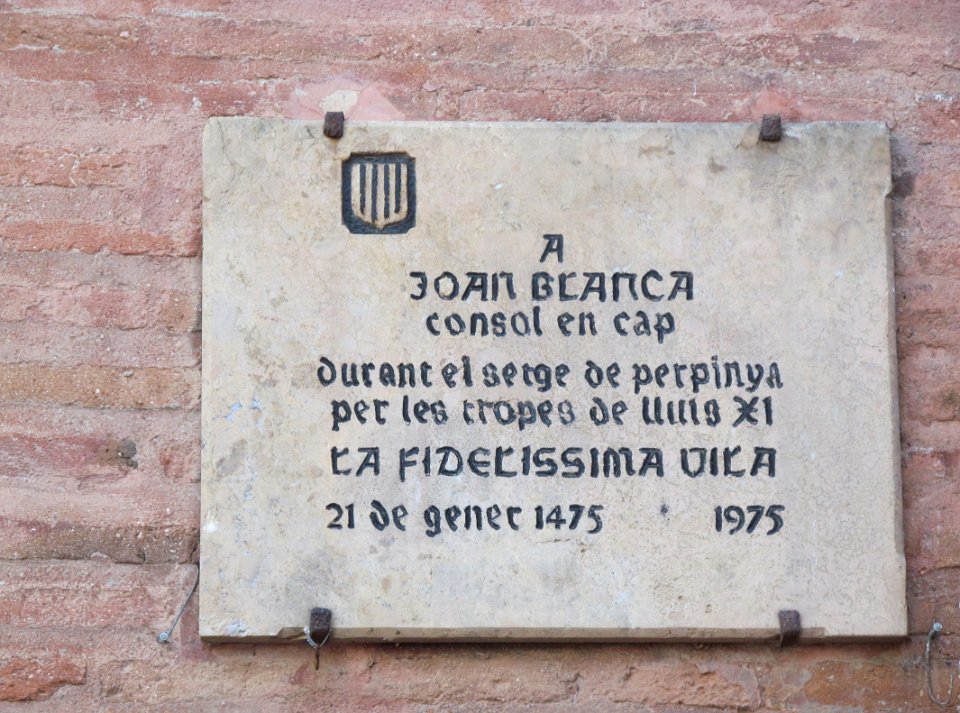 A
JOAN BLANCA
consol en cap
durant el setge de perpinya
per les tropes de lluis XI
LA FIDELISSIMA VILA
21 de gener 1475 1975